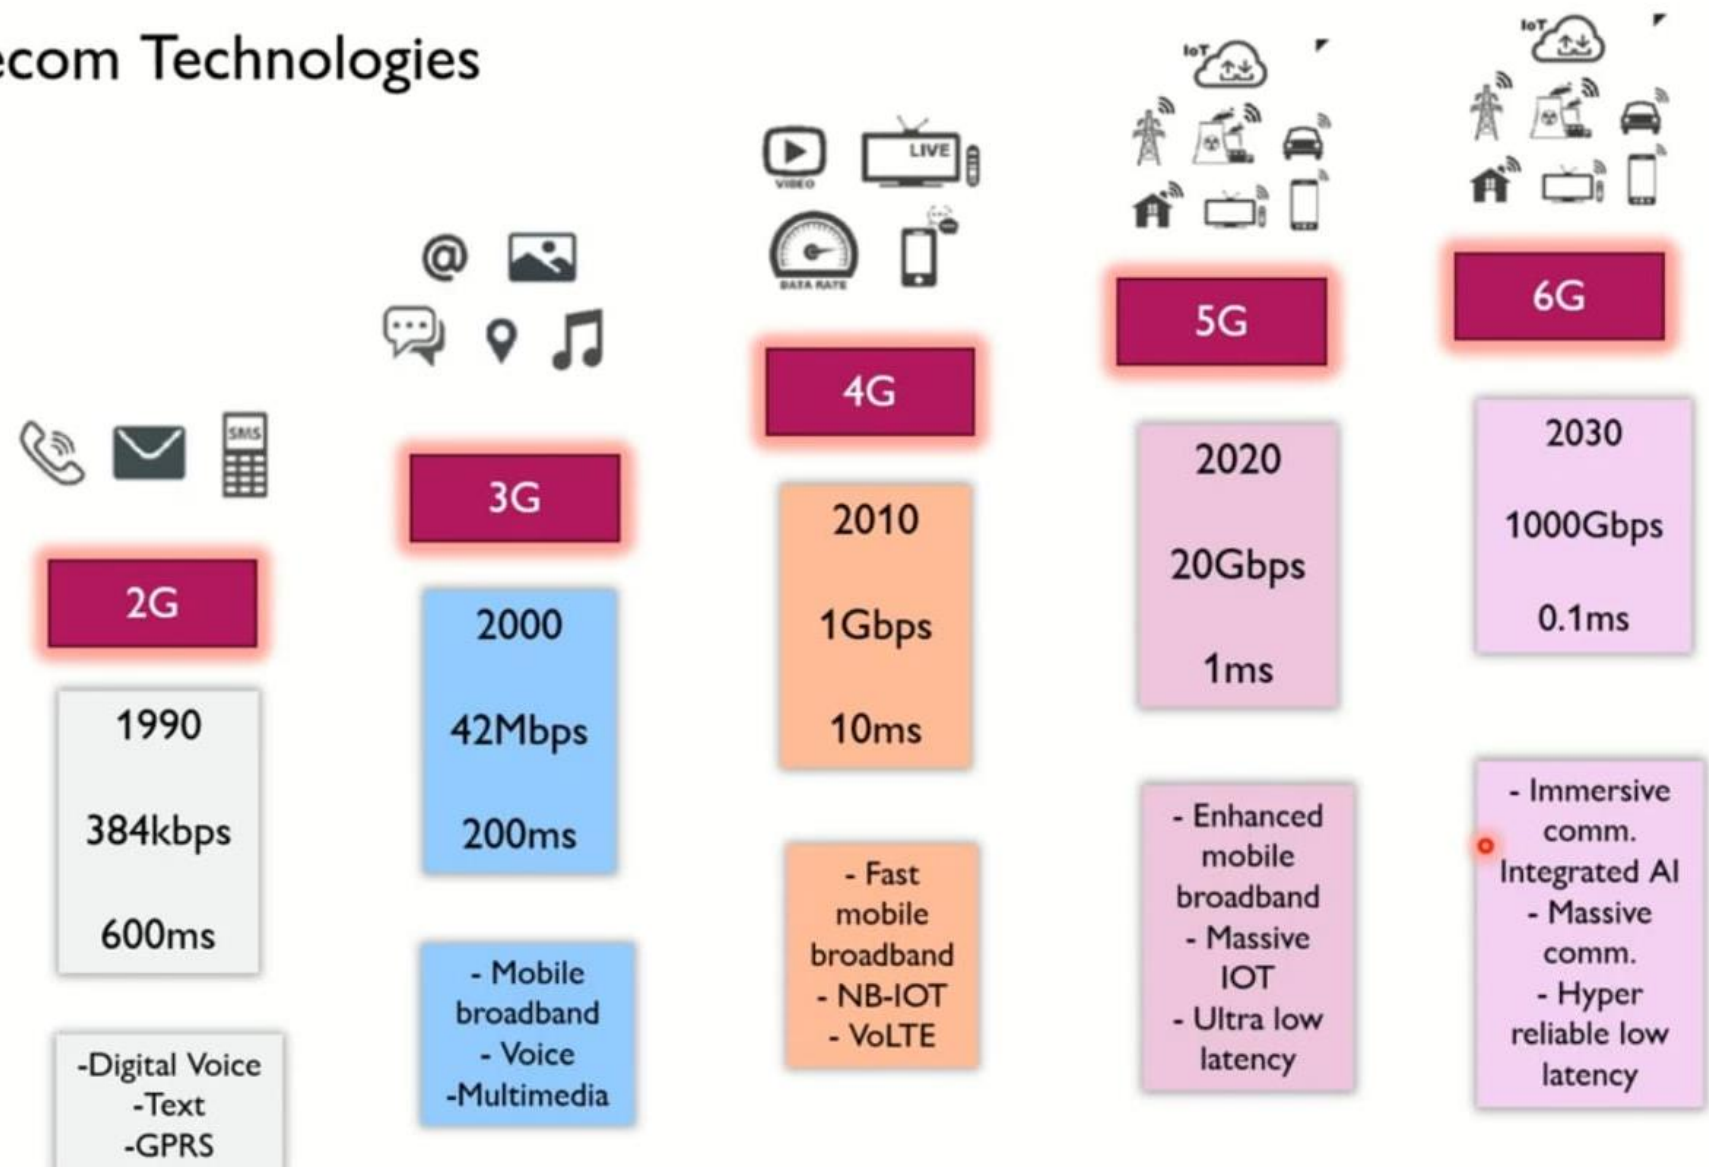 ecom Technologies
SMS
2G
1990
384kbps
600ms
-Digital Voice
-Text
-GPRS
@
3G
2000
42Mbps
200ms
- Mobile
broadband
- Voice
-Multimedia
VIDEO
LIVE
DATA RATE
4G
2010
1Gbps
10ms
- Fast
mobile
broadband
- NB-IOT
- VoLTE
IoT
5G
2020
20Gbps
1ms
- Enhanced
mobile
broadband
- Massive
IOT
- Ultra low
latency
IoT
6G
2030
1000Gbps
0.1ms
- Immersive
comm.
Integrated AI
- Massive
comm.
- Hyper
reliable low
latency